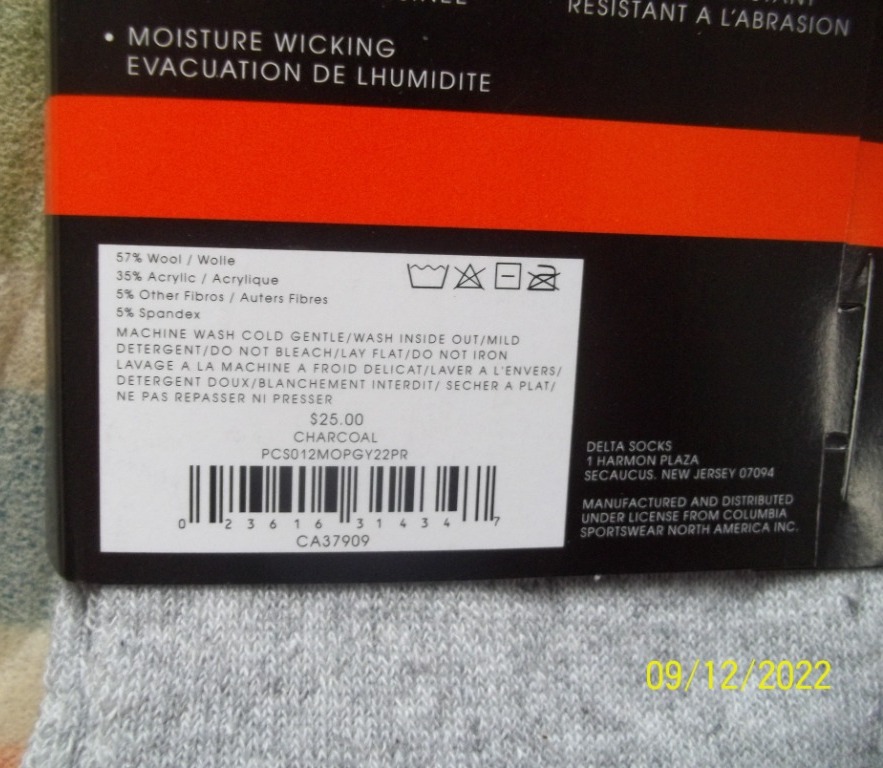 RESISTANT A L'ABRASION
• MOISTURE WICKING
EVACUATION DE LHUMIDITE
57% Wool / Wolle
35% Acrylic / Acrylique
5% Other Fibros / Auters Fibres
5% Spandex
MACHINE WASH COLD GENTLE/WASH INSIDE OUT/MILD
DETERGENT/DO NOT BLEACH/LAY FLAT/DO NOT IRON
LAVAGE A LA MACHINE A FROID DELICAT/LAVER A L'ENVERS/
DETERGENT DOUX/BLANCHEMENT INTERDIT/ SECHER A PLAT/
NE PAS REPASSER NI PRESSER
$25.00
CHARCOAL
PCS012MOPGY22PR
0 23616 31434 7
CA37909
DELTA SOCKS
1 HARMON PLAZA
SECAUCUS. NEW JERSEY 07094
MANUFACTURED AND DISTRIBUTED
UNDER LICENSE FROM COLUMBIA
SPORTSWEAR NORTH AMERICA INC.
09/12/2022